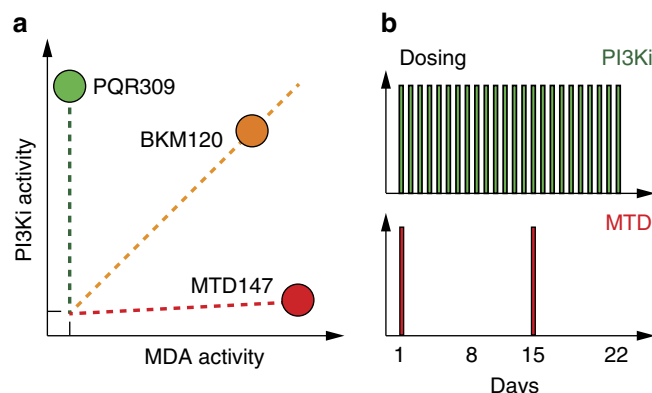 a
PI3Ki activity
PQR309
BKM120
MTD147
MDA activity
b
Dosing
PI3Ki
MTD
1 8 15 22
Days